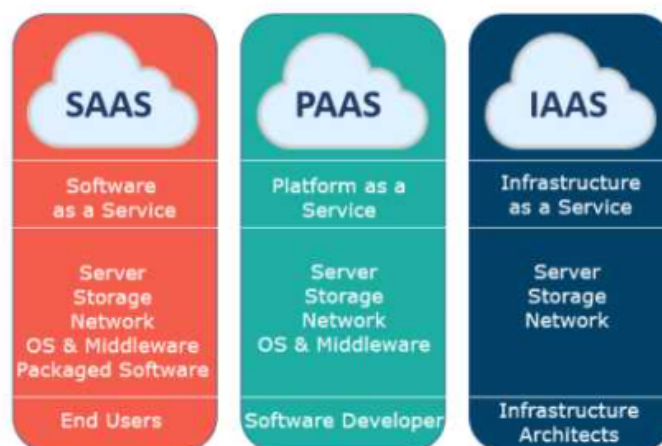 SAAS
Software
as a Service
Server
Storage
Network
OS & Middleware
Packaged Software
End Users
PAAS
Platform as a
Service
Server
Storage
Network
OS & Middleware
Software Developer
IAAS
Infrastructure
as a Service
Server
Storage
Network
Infrastructure
Architects